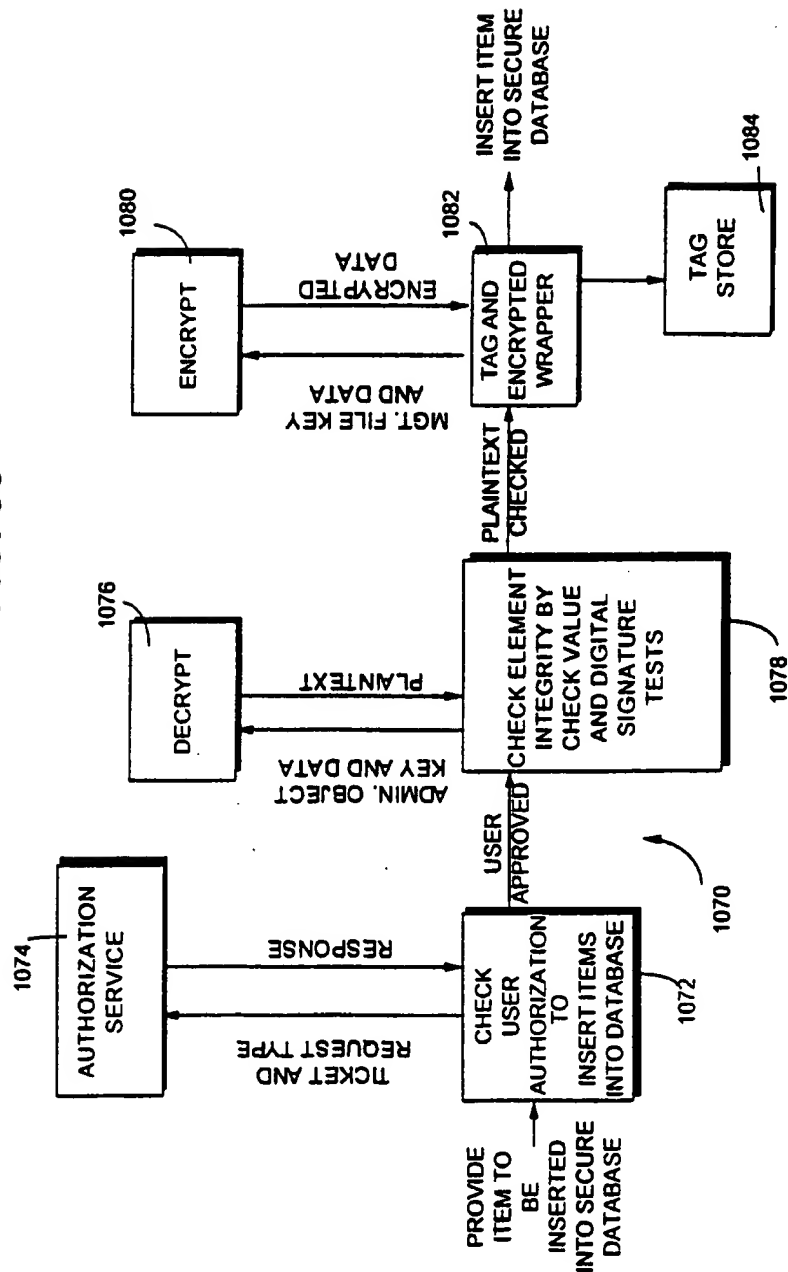 PROVIDE
ITEM TO
BE
INSERTED
INTO SECURE
DATABASE
CHECK
USER
AUTHORIZATION
TO
INSERT ITEMS
INTO DATABASE
1072
TICKET AND
REQUEST TYPE
RESPONSE
AUTHORIZATION
SERVICE
1074
USER
APPROVED
1070
CHECK ELEMENT
INTEGRITY BY
CHECK VALUE
AND DIGITAL
SIGNATURE
TESTS
1078
ADMIN. OBJECT
KEY AND DATA
PLAINTEXT
DECRYPT
1076
PLAINTEXT
CHECKED
TAG AND
ENCRYPTED
WRAPPER
1082
MGT. FILE KEY
AND DATA
ENCRYPTED
DATA
ENCRYPT
1080
INSERT ITEM
INTO SECURE
DATABASE
TAG
STORE
1084